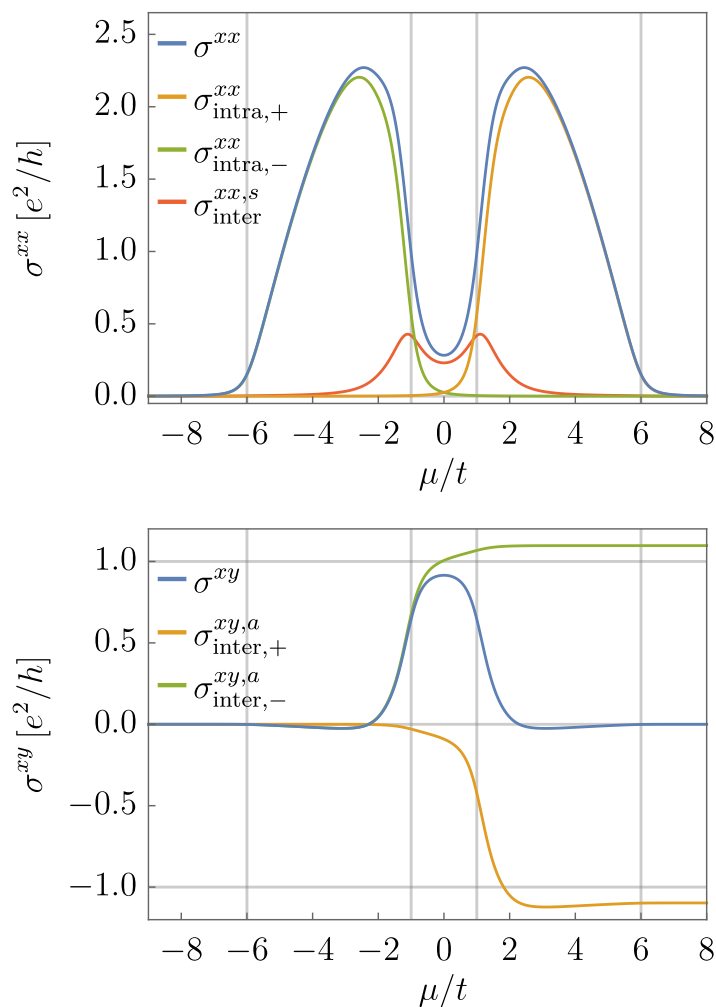 σ^{xx} [e²/h]
2.5
2.0
1.5
1.0
0.5
0.0
σ^{xx}
σ^{xx}_{intra,+}
σ^{xx}_{intra,−}
σ^{xx,s}_{inter}
−8 −6 −4 −2 0 2 4 6 8
μ/t
σ^{xy} [e²/h]
1.0
0.5
0.0
−0.5
−1.0
σ^{xy}
σ^{xy,a}_{inter,+}
σ^{xy,a}_{inter,−}
−8 −6 −4 −2 0 2 4 6 8
μ/t